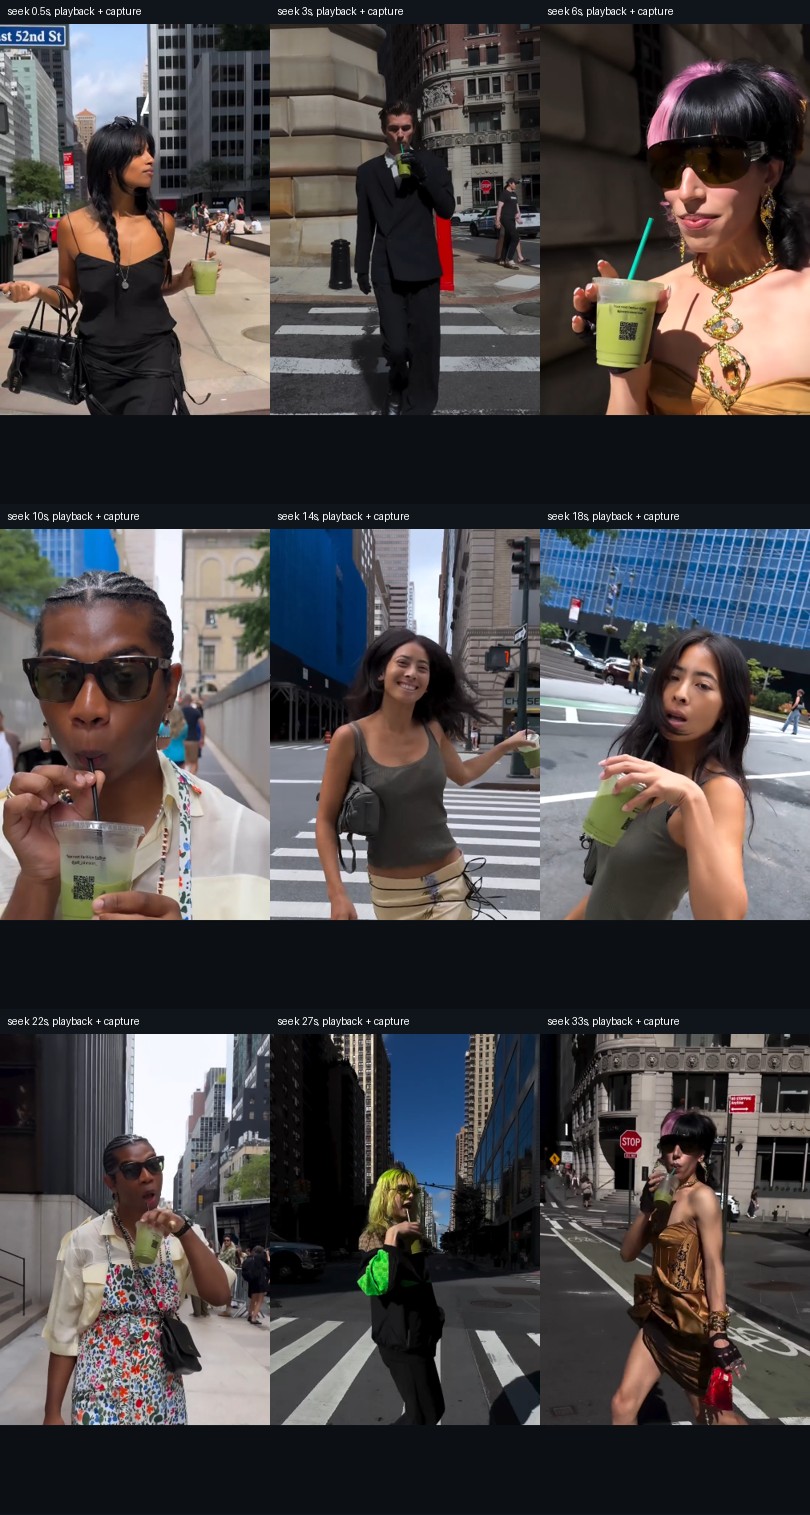 seek 0.5s, playback + capture
seek 3s, playback + capture
seek 6s, playback + capture
st 52nd St
seek 10s, playback + capture
seek 14s, playback + capture
seek 18s, playback + capture
seek 22s, playback + capture
seek 27s, playback + capture
seek 33s, playback + capture
STOP